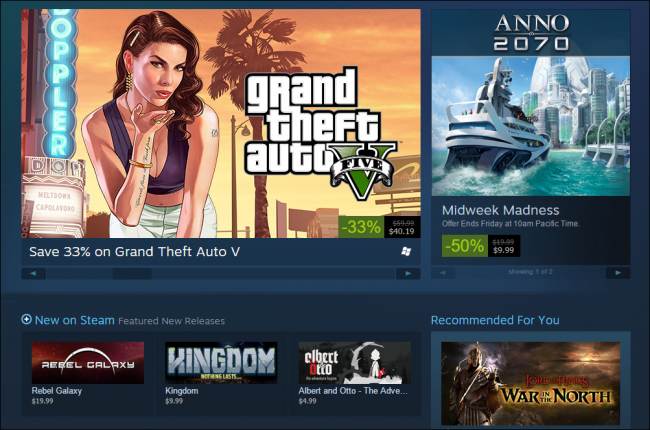 DOPPLER
MELTDOWN
CAPOLAVORO
grand
theft
auto
V
FIVE
-33%
$59.99
$40.19
Save 33% on Grand Theft Auto V
ANNO
2070
Midweek Madness
Offer Ends Friday at 10am Pacific Time.
-50%
$19.99
$9.99
showing 1 of 2
New on Steam Featured New Releases
REBEL GALAXY
Rebel Galaxy
$19.99
KINGDOM
NOTHING LASTS...
Kingdom
$9.99
albert
OTTO
the adventure begins
Albert and Otto - The Adve...
$4.99
Recommended For You
THE LORD OF THE RINGS
WAR IN THE NORTH